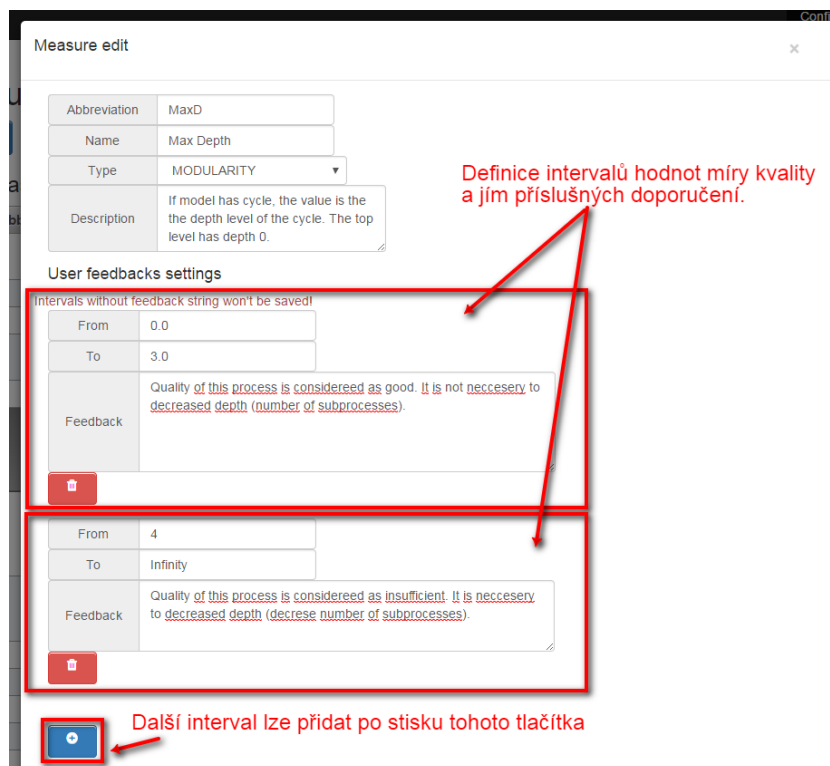 Confi
Measure edit
×
Abbreviation MaxD
Name Max Depth
Type MODULARITY
Definice intervalů hodnot míry kvality
a jím příslušných doporučení.
Description
If model has cycle, the value is the
the depth level of the cycle. The top
level has depth 0.
User feedbacks settings
Intervals without feedback string won't be saved!
From 0.0
To 3.0
Feedback
Quality of this process is considereed as good. It is not neccesery to
decreased depth (number of subprocesses).
From 4
To Infinity
Feedback
Quality of this process is considereed as insufficient. It is neccesery
to decreased depth (decrese number of subprocesses).
Další interval lze přidat po stisku tohoto tlačítka